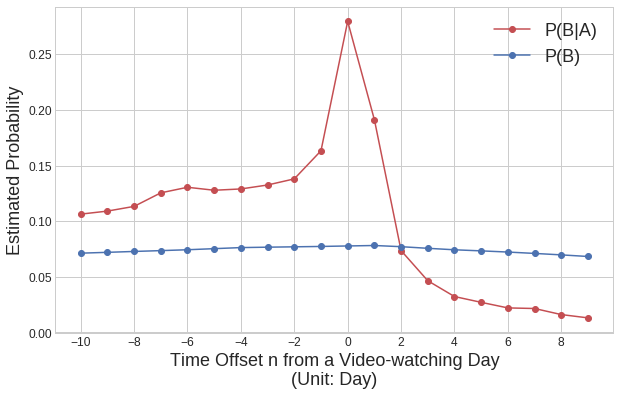 P(B|A)
P(B)
Estimated Probability
0.25
0.20
0.15
0.10
0.05
0.00
−10 −8 −6 −4 −2 0 2 4 6 8
Time Offset n from a Video-watching Day
(Unit: Day)